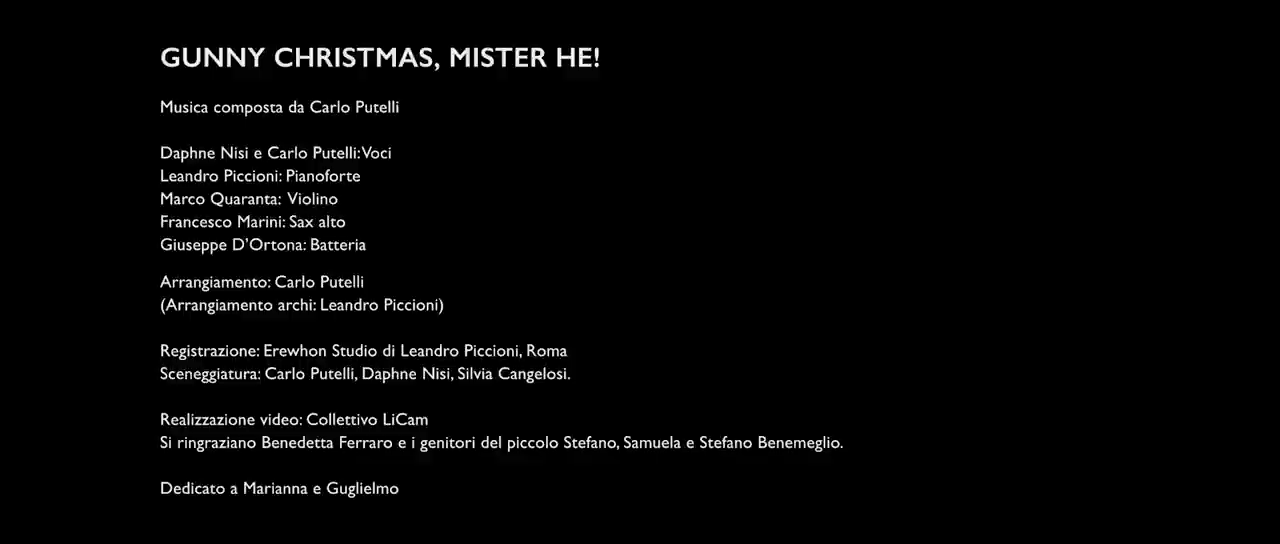 GUNNY CHRISTMAS, MISTER HE!
Musica composta da Carlo Putelli
Daphne Nisi e Carlo Putelli: Voci
Leandro Piccioni: Pianoforte
Marco Quaranta: Violino
Francesco Marini: Sax alto
Giuseppe D'Ortona: Batteria
Arrangiamento: Carlo Putelli
(Arrangiamento archi: Leandro Piccioni)
Registrazione: Erewhon Studio di Leandro Piccioni, Roma
Sceneggiatura: Carlo Putelli, Daphne Nisi, Silvia Cangelosi.
Realizzazione video: Collettivo LiCam
Si ringraziano Benedetta Ferraro e i genitori del piccolo Stefano, Samuela e Stefano Benemeglio.
Dedicato a Marianna e Guglielmo